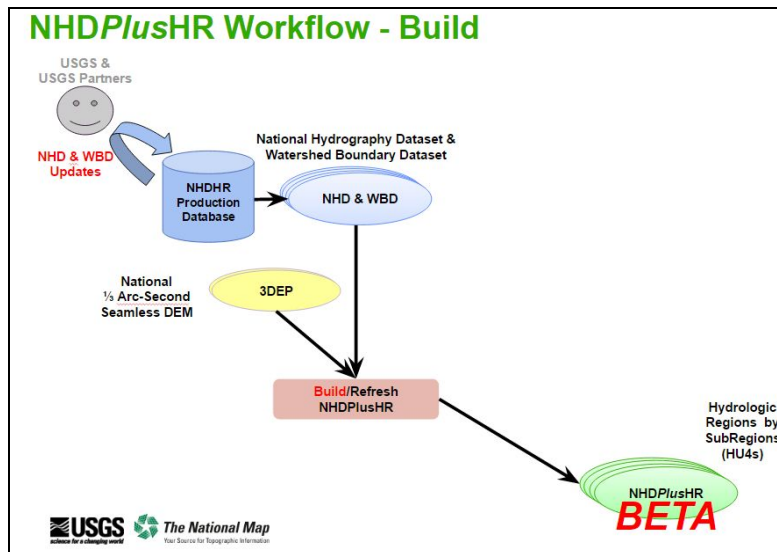 NHDPlusHR Workflow - Build
USGS &
USGS Partners
NHD & WBD
Updates
National Hydrography Dataset &
Watershed Boundary Dataset
NHDHR
Production
Database
NHD & WBD
National
⅓ Arc-Second
Seamless DEM
3DEP
Build/Refresh
NHDPlusHR
Hydrologic
Regions by
SubRegions
(HU4s)
NHDPlusHR
BETA
USGS
science for a changing world
The National Map
Your Source for Topographic Information